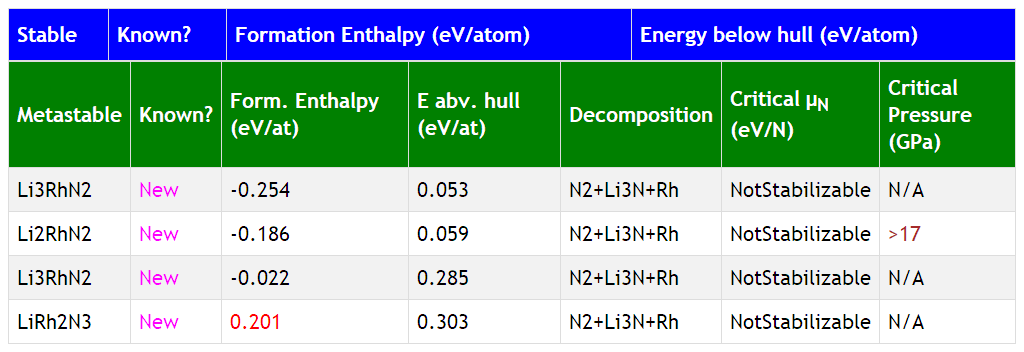 Stable Known? Formation Enthalpy (eV/atom) Energy below hull (eV/atom)
Metastable Known? Form. Enthalpy (eV/at) E abv. hull (eV/at) Decomposition Critical μN (eV/N) Critical Pressure (GPa)
Li3RhN2 New -0.254 0.053 N2+Li3N+Rh NotStabilizable N/A
Li2RhN2 New -0.186 0.059 N2+Li3N+Rh NotStabilizable >17
Li3RhN2 New -0.022 0.285 N2+Li3N+Rh NotStabilizable N/A
LiRh2N3 New 0.201 0.303 N2+Li3N+Rh NotStabilizable N/A